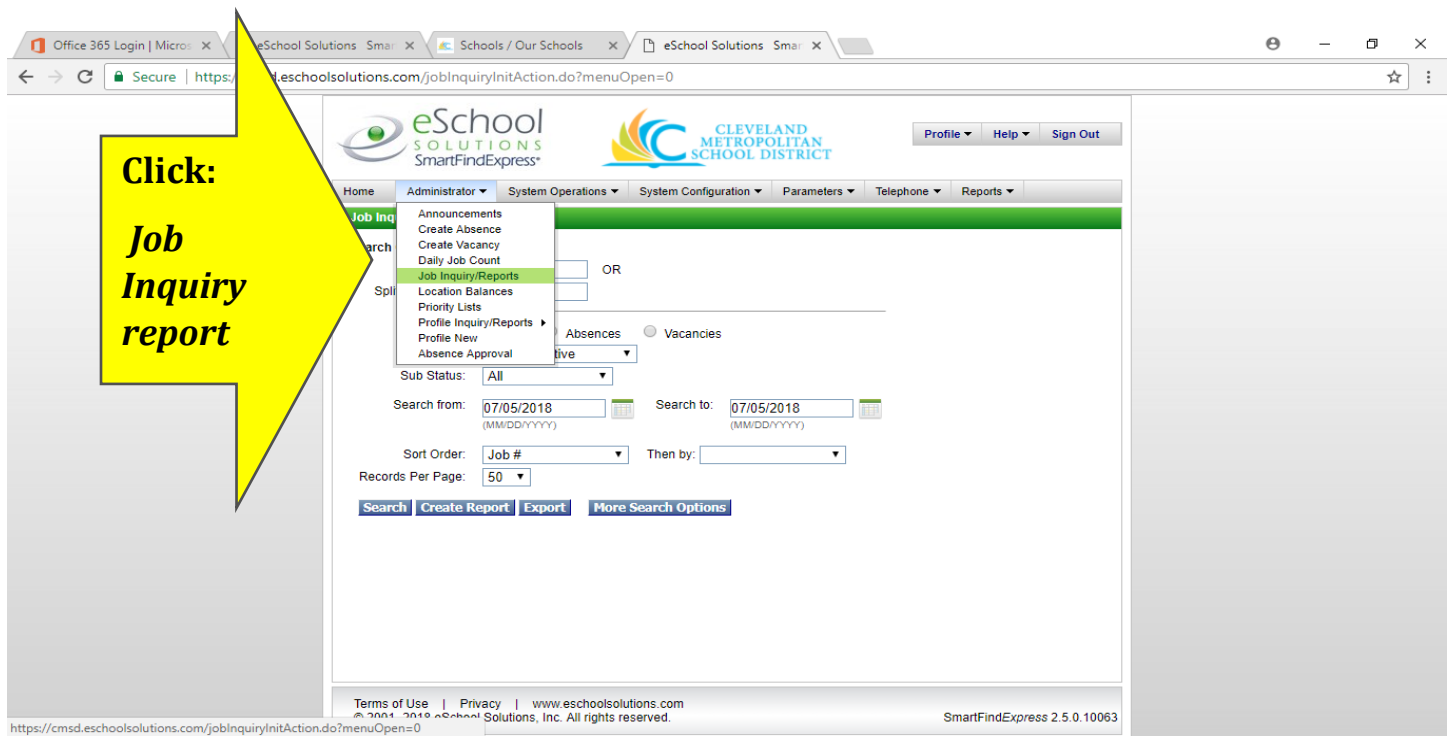 Office 365 Login | Micros
eSchool Solutions Smar
Schools / Our Schools
eSchool Solutions Smar
Secure | https:/
d.eschoolsolutions.com/jobInquiryInitAction.do?menuOpen=0
eSchool
SOLUTIONS
SmartFindExpress
CLEVELAND
METROPOLITAN
SCHOOL DISTRICT
Profile Help Sign Out
Click:
Job
Inquiry
report
Home Administrator System Operations System Configuration Parameters Telephone Reports
Job Inq
Announcements
Create Absence
Create Vacancy
Daily Job Count
Job Inquiry/Reports
Location Balances
Priority Lists
Profile Inquiry/Reports
Profile New
Absence Approval
arch
OR
Spli
Absences Vacancies
tive
Sub Status: All
Search from: 07/05/2018 Search to: 07/05/2018
(MM/DD/YYYY) (MM/DD/YYYY)
Sort Order: Job # Then by:
Records Per Page: 50
Search Create Report Export More Search Options
Terms of Use | Privacy | www.eschoolsolutions.com
© 2001-2018 eSchool Solutions, Inc. All rights reserved.
SmartFindExpress 2.5.0.10063
https://cmsd.eschoolsolutions.com/jobInquiryInitAction.do?menuOpen=0